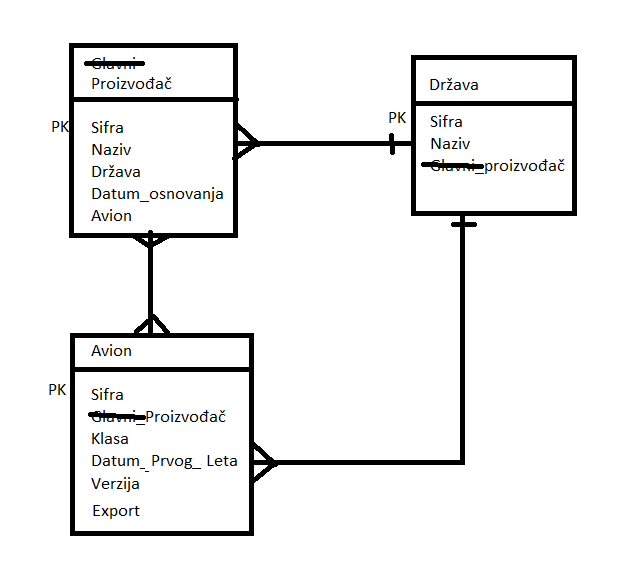 Glavni
Proizvođač
PK
Sifra
Naziv
Država
Datum_osnovanja
Avion
Država
PK
Sifra
Naziv
Glavni_proizvođač
Avion
PK
Sifra
Glavni_Proizvođač
Klasa
Datum_ Prvog_ Leta
Verzija
Export